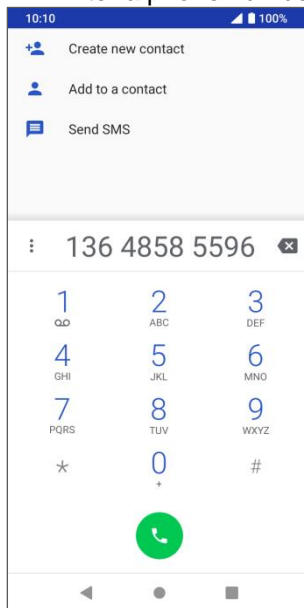 10:10 100%
Create new contact
Add to a contact
Send SMS
136 4858 5596
1 2 3
ABC DEF
4 5 6
GHI JKL MNO
7 8 9
PQRS TUV WXYZ
* 0 #
+